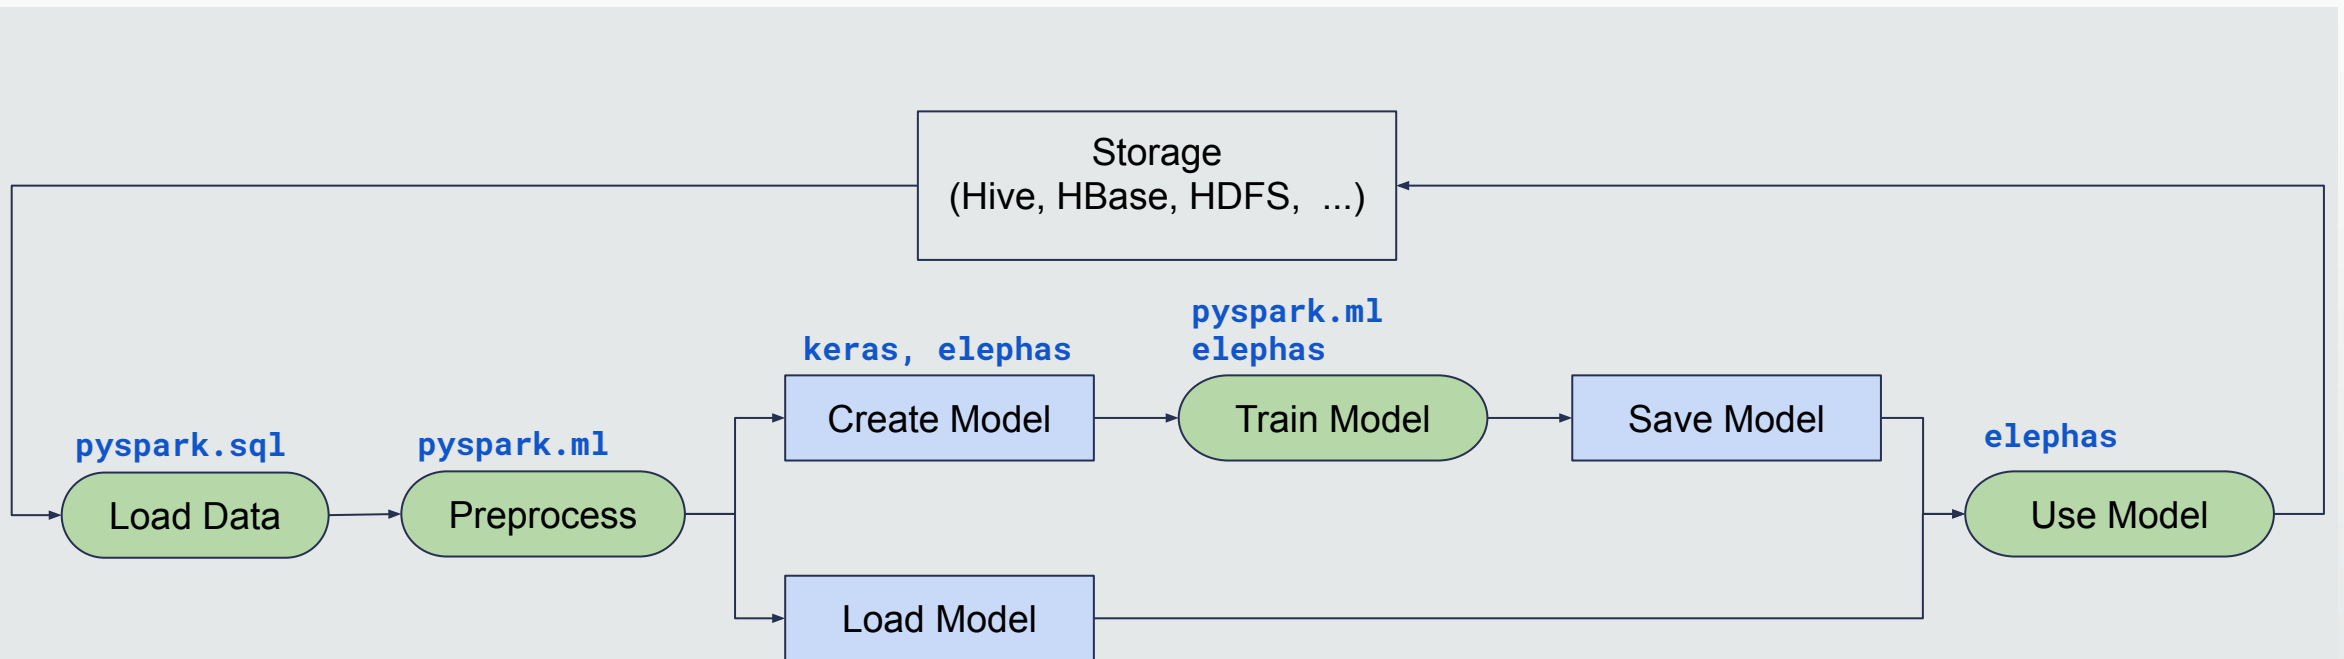 Storage
(Hive, HBase, HDFS,  ...)
pyspark.ml
keras, elephas
elephas
Create Model
Train Model
Save Model
pyspark.sql
pyspark.ml
elephas
Load Data
Preprocess
Use Model
Load Model